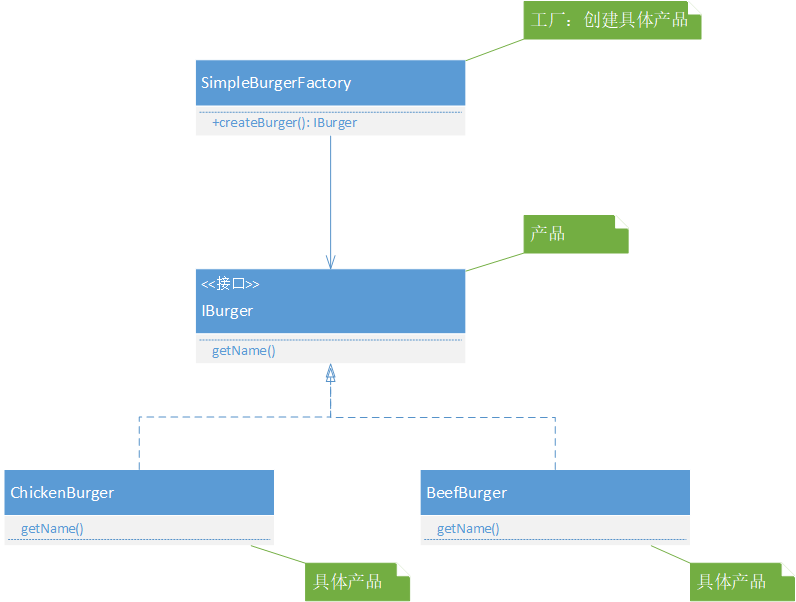 工厂：创建具体产品
SimpleBurgerFactory
+createBurger(): IBurger
产品
<<接口>>
IBurger
getName()
ChickenBurger
getName()
BeefBurger
getName()
具体产品
具体产品